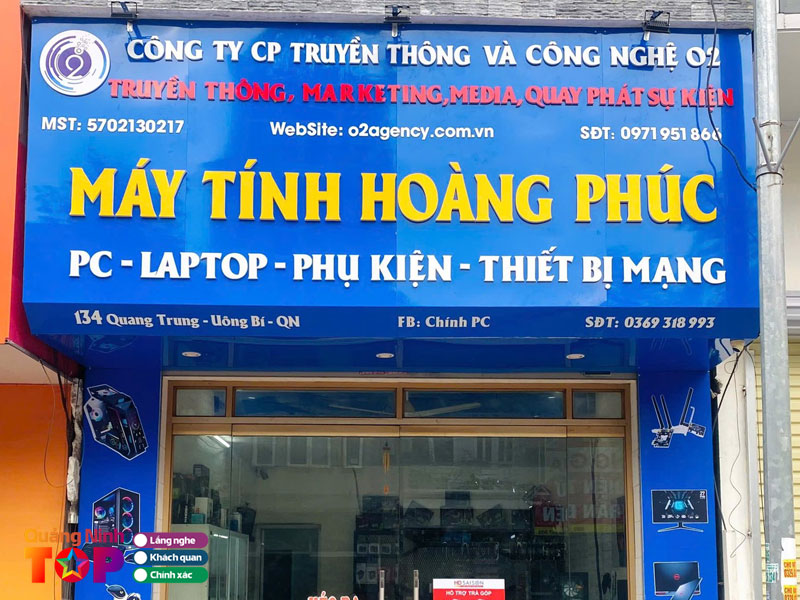 CÔNG TY CP TRUYỀN THÔNG VÀ CÔNG NGHỆ O2
TRUYỀN THÔNG, MARKETING, MEDIA, QUAY PHÁT SỰ KIỆN
MST: 5702130217 WebSite: o2agency.com.vn SĐT: 0971951866
MÁY TÍNH HOÀNG PHÚC
PC - LAPTOP - PHỤ KIỆN - THIẾT BỊ MẠNG
134 Quang Trung - Uông Bí - QN FB: Chính PC SĐT: 0369 318 993
Quảng Ninh
TOP
Lắng nghe
Khách quan
Chính xác
HD SAISON
HỖ TRỢ TRẢ GÓP